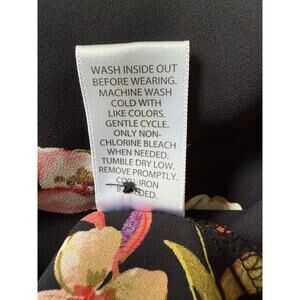 WASH INSIDE OUT
BEFORE WEARING.
MACHINE WASH
COLD WITH
LIKE COLORS.
GENTLE CYCLE.
ONLY NON-
CHLORINE BLEACH
WHEN NEEDED.
TUMBLE DRY LOW.
REMOVE PROMPTLY.
IRON